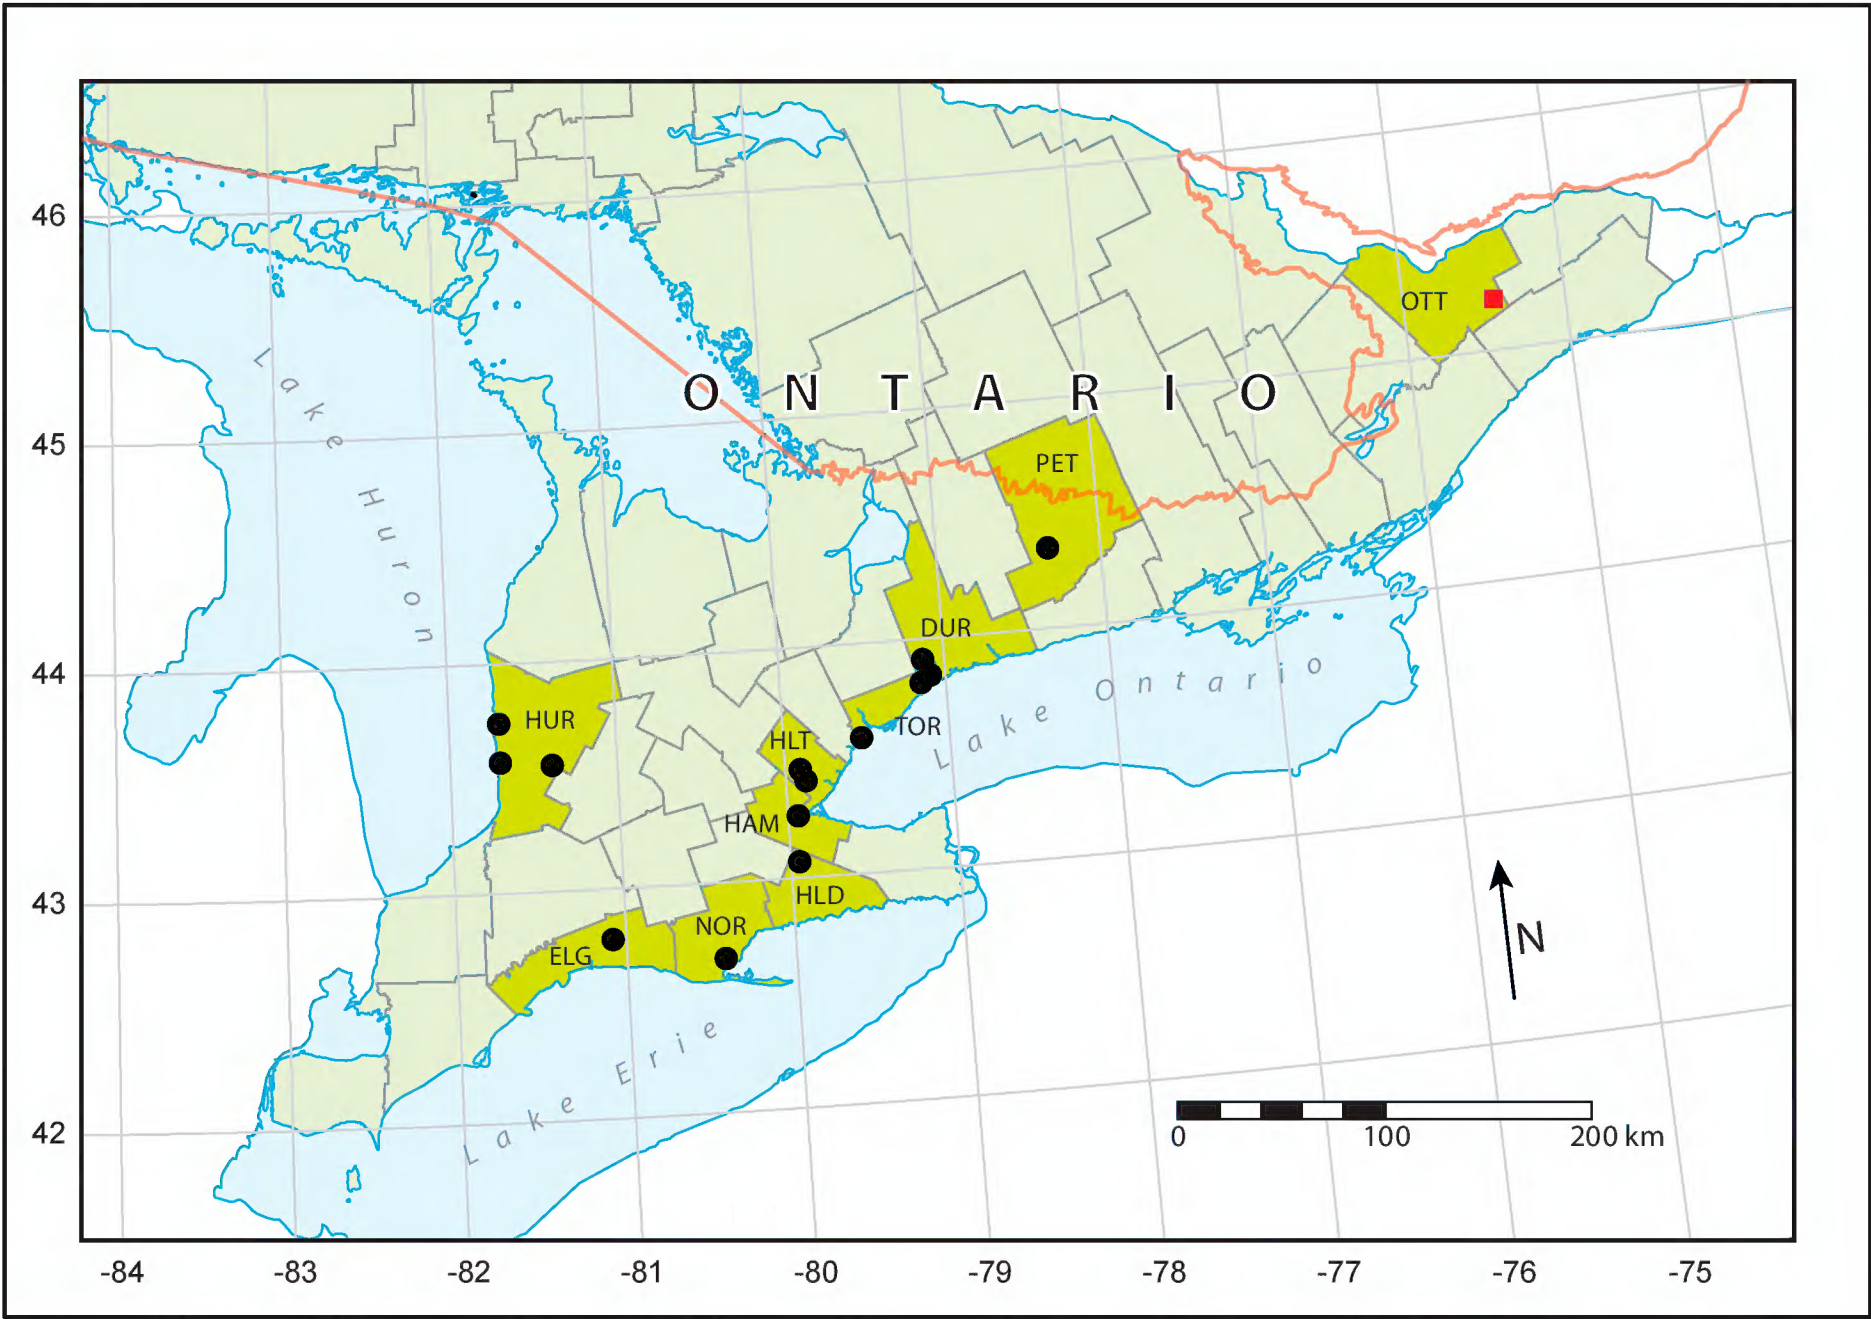 46
45
44
43
42
ONTARIO
OTT
PET
DUR
HUR
TOR
HLT
HAM
HLD
NOR
ELG
Lake Huron
Lake Ontario
Lake Erie
N
0 100 200 km
-84 -83 -82 -81 -80 -79 -78 -77 -76 -75